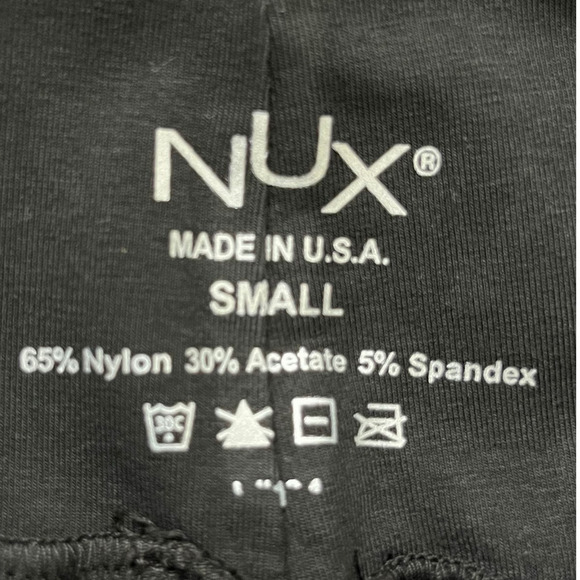 NUX®
MADE IN U.S.A.
SMALL
65% Nylon 30% Acetate 5% Spandex
30C